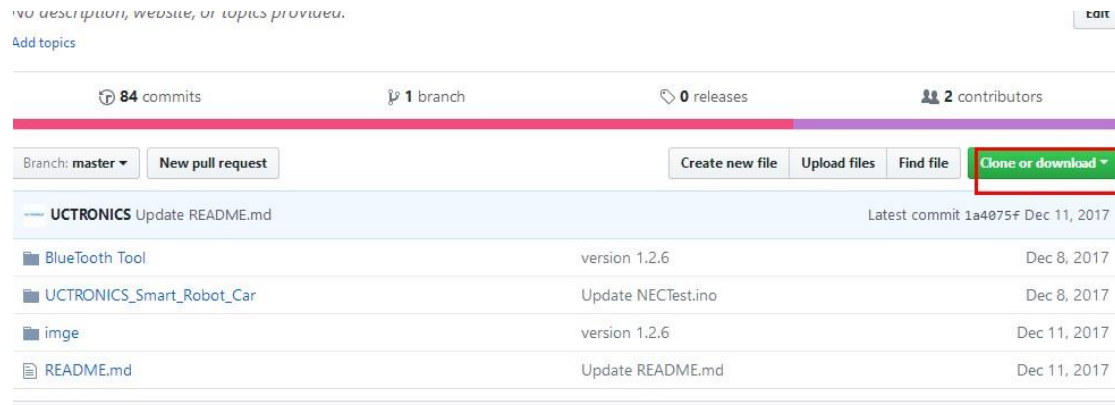 No description, website, or topics provided. Edit
Add topics
84 commits 1 branch 0 releases 2 contributors
Branch: master New pull request Create new file Upload files Find file Clone or download
UCTRONICS Update README.md Latest commit 1a4075f Dec 11, 2017
BlueTooth Tool version 1.2.6 Dec 8, 2017
UCTRONICS_Smart_Robot_Car Update NECTest.ino Dec 8, 2017
imge version 1.2.6 Dec 11, 2017
README.md Update README.md Dec 11, 2017